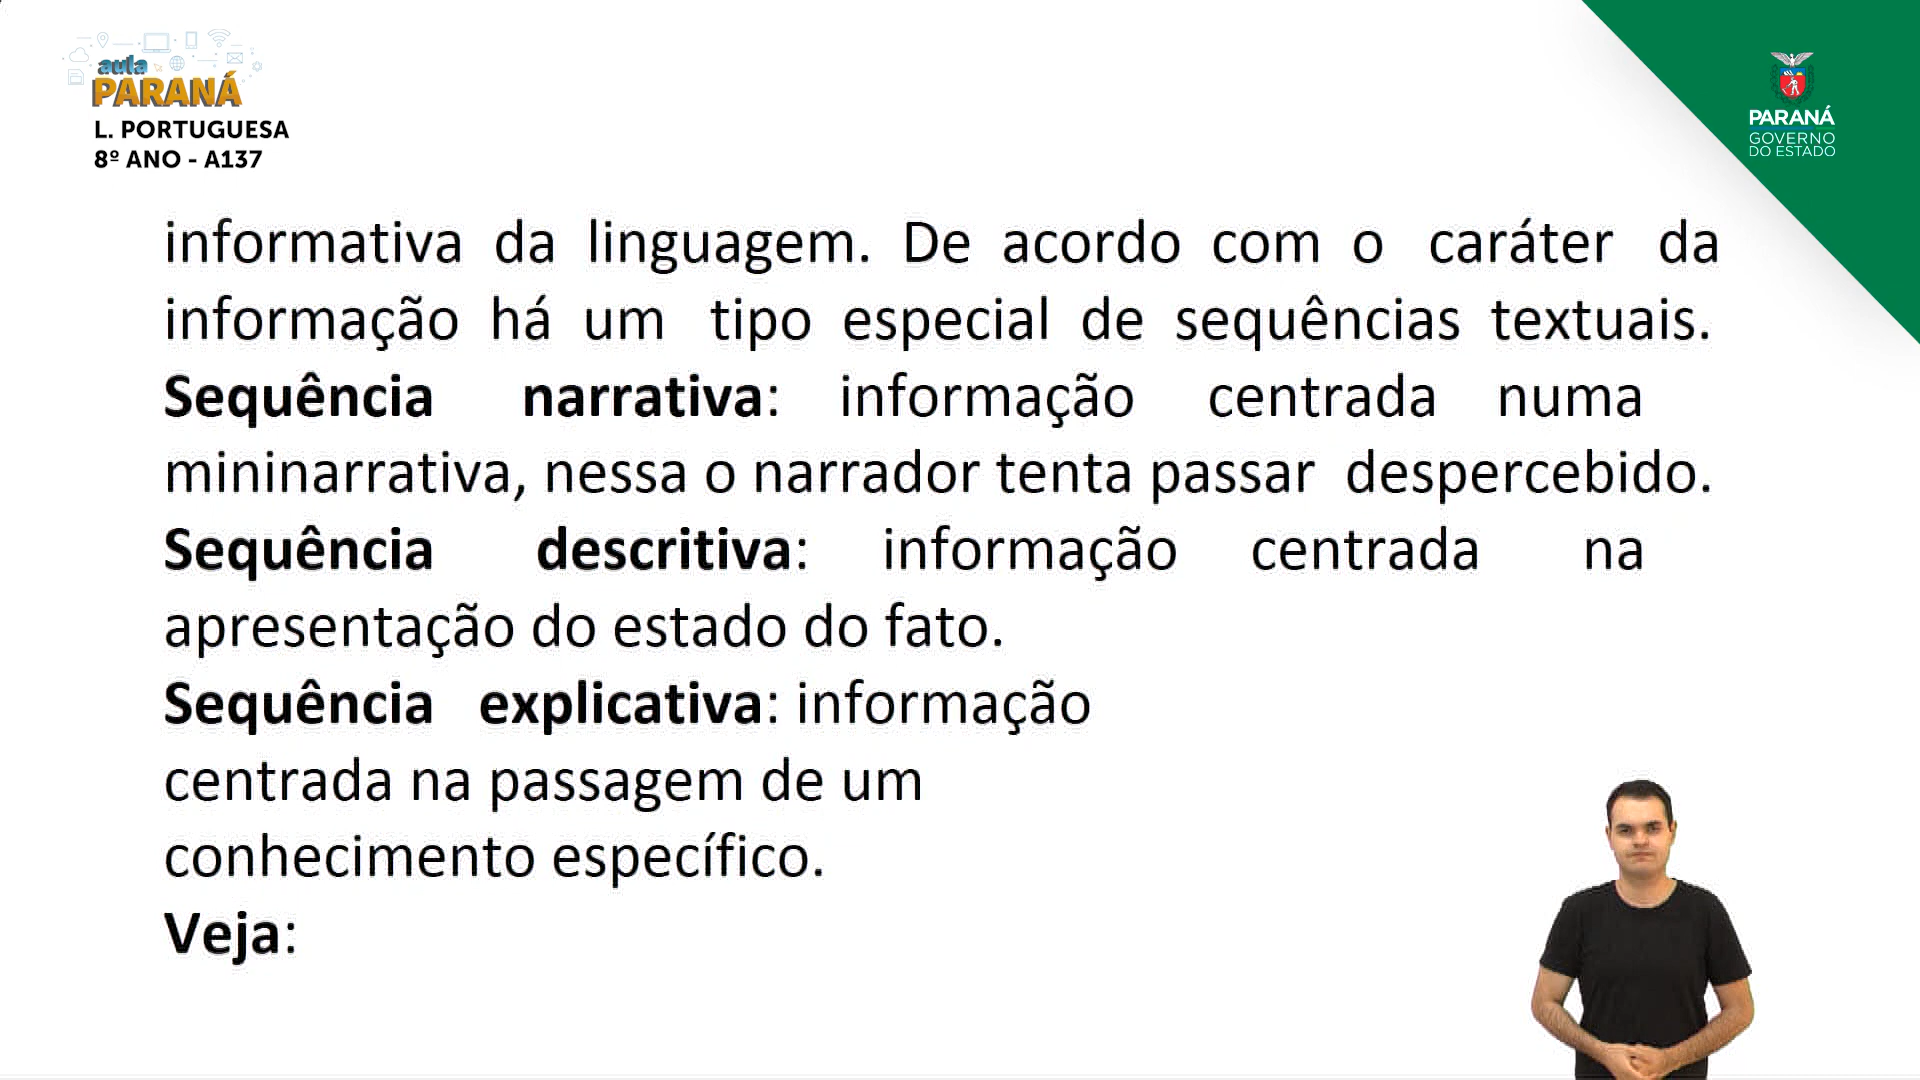 aula
PARANÁ
L. PORTUGUESA
8º ANO - A137
PARANÁ
GOVERNO
DO ESTADO
informativa da linguagem. De acordo com o caráter da
informação há um tipo especial de sequências textuais.
Sequência narrativa: informação centrada numa
mininarrativa, nessa o narrador tenta passar despercebido.
Sequência descritiva: informação centrada na
apresentação do estado do fato.
Sequência explicativa: informação
centrada na passagem de um
conhecimento específico.
Veja: